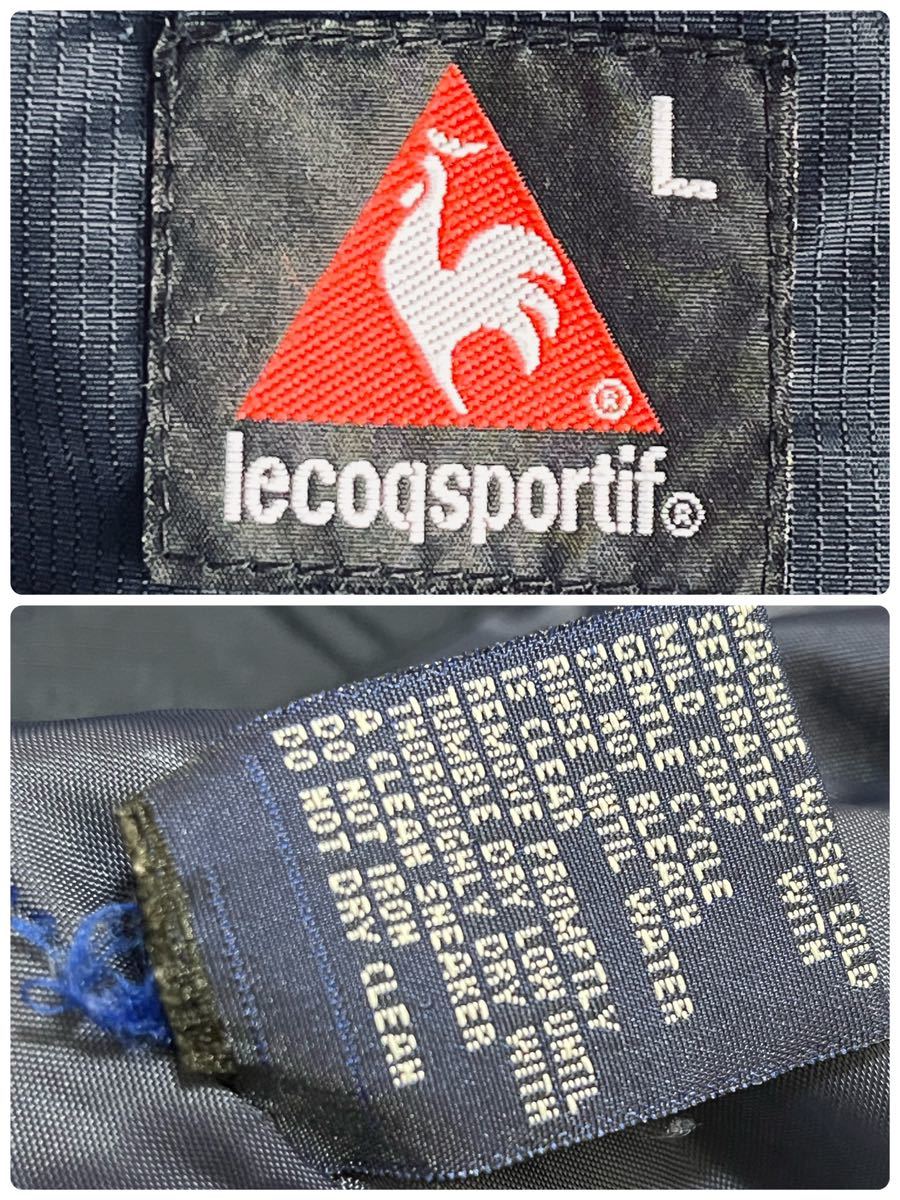 L
®
lecoqsportif®
MACHINE WASH COLD
SEPARATELY WITH
MILD SOAP
GENTLE CYCLE
DO NOT BLEACH
RINSE UNTIL WATER
IS CLEAR
REMOVE PROMPTLY
TUMBLE DRY LOW UNTIL
THOROUGHLY DRY WITH
A CLEAN SNEAKER
DO NOT IRON
DO NOT DRY CLEAN